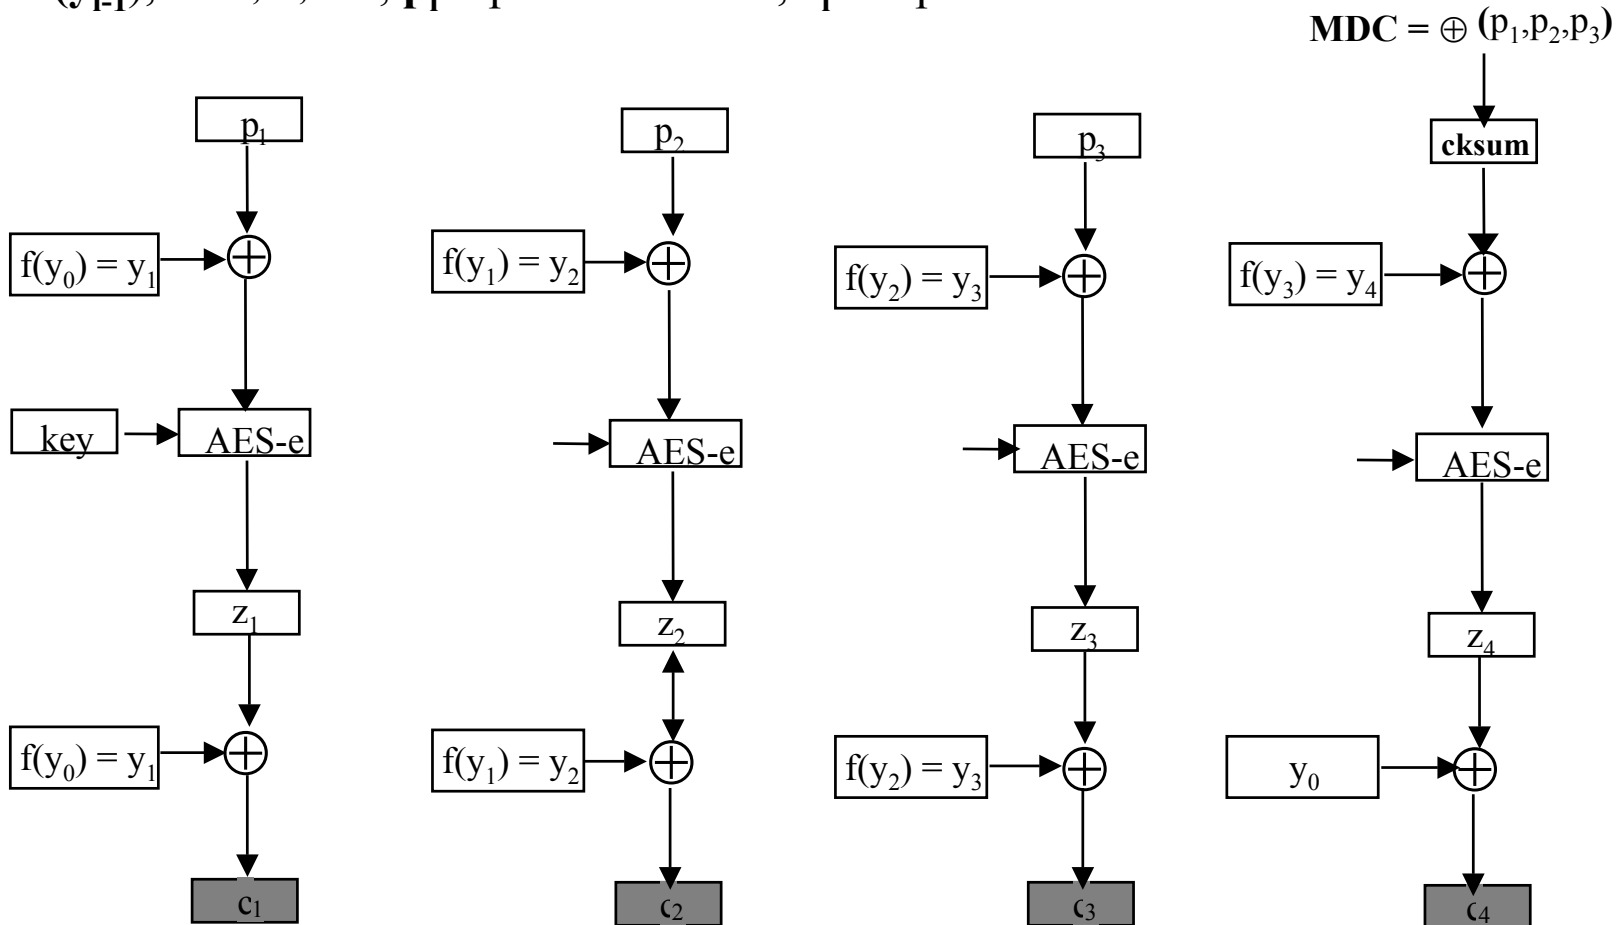 MDC = ⊕ (p₁,p₂,p₃)
p₁ p₂ p₃ cksum
f(y₀) = y₁ f(y₁) = y₂ f(y₂) = y₃ f(y₃) = y₄
key AES-e AES-e AES-e AES-e
z₁ z₂ z₃ z₄
f(y₀) = y₁ f(y₁) = y₂ f(y₂) = y₃ y₀
c₁ c₂ c₃ c₄